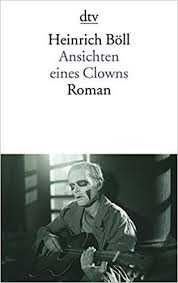 dtv
Heinrich Böll
Ansichten
eines Clowns
Roman